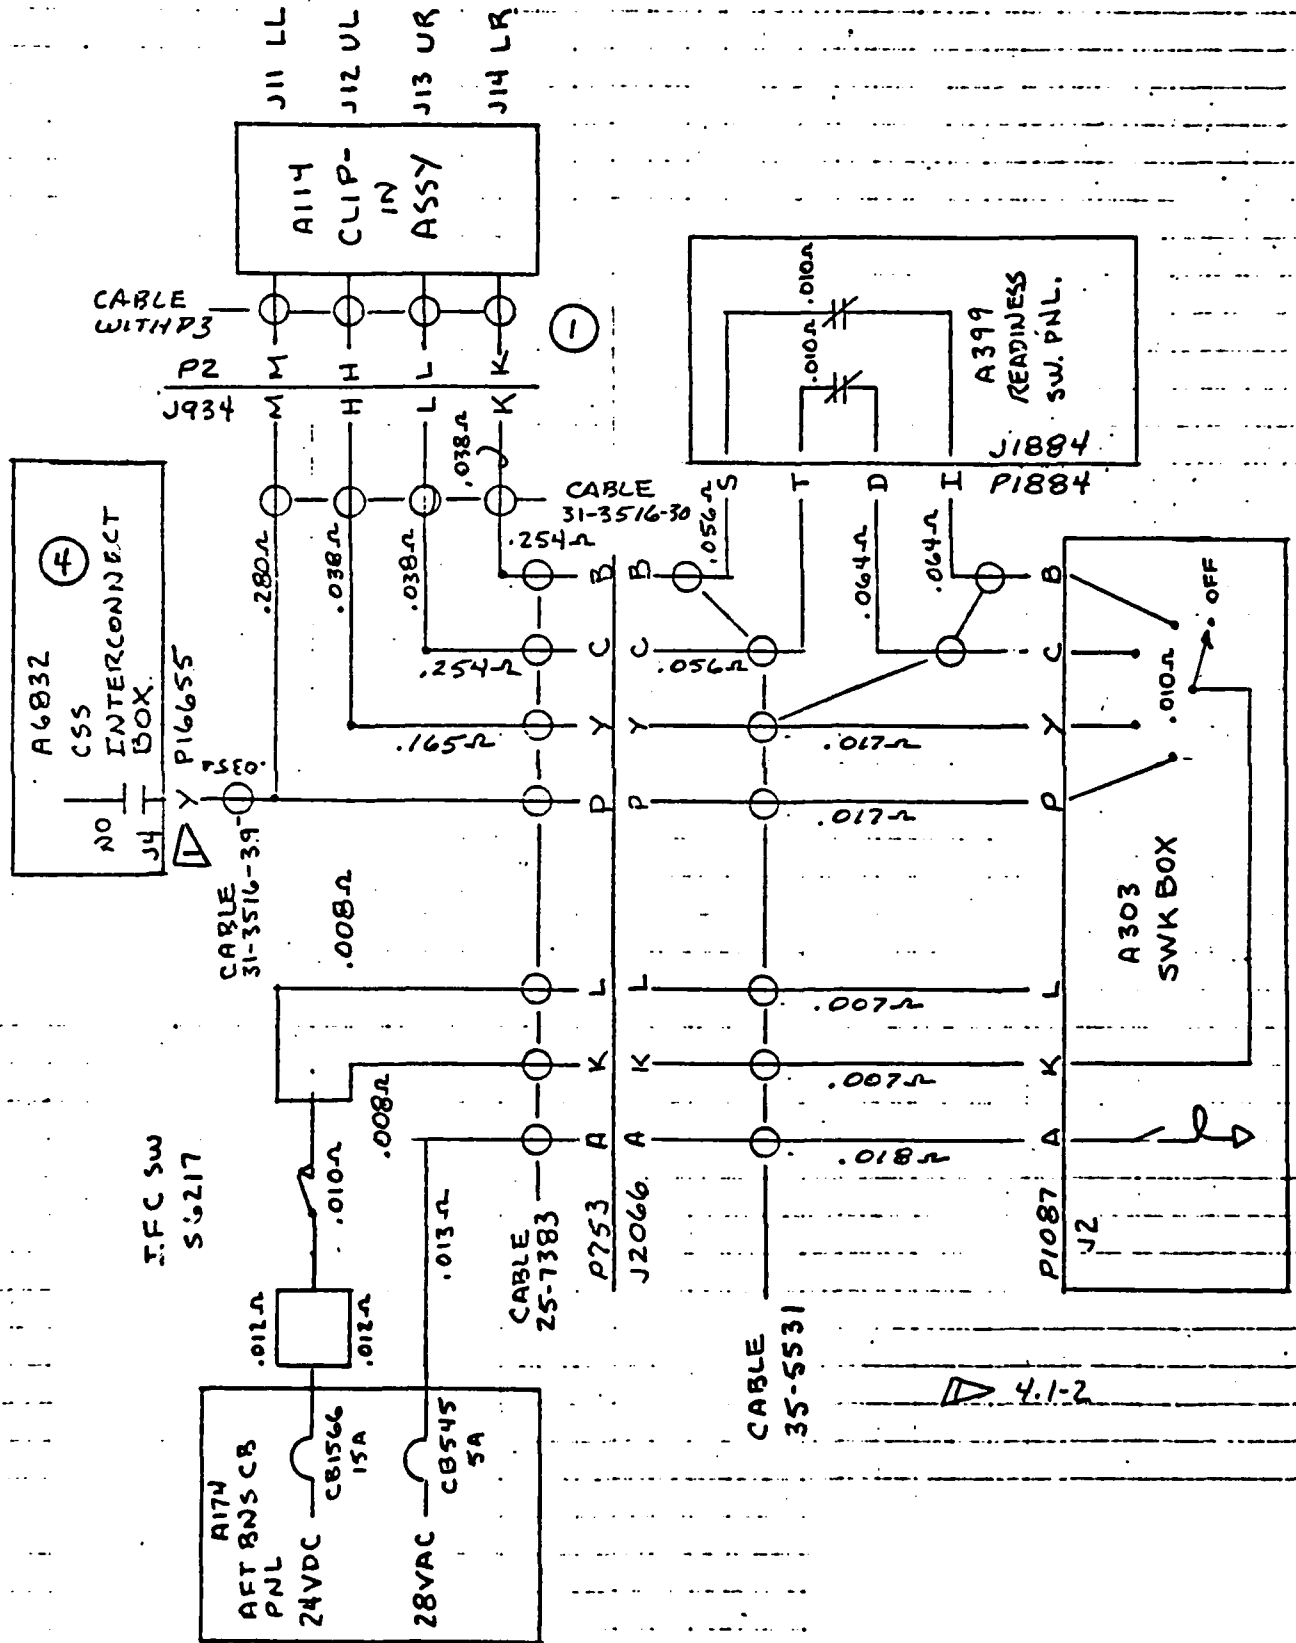 A174
AFT BNS CB
PNL
24VDC
CB1566
15A
28VAC
CB545
5A
.012Ω
.012Ω
T.F.C SW
S6217
.010Ω
.013Ω
.008Ω
.008Ω
CABLE
25-7383
P753
J2066
A K L P Y C B
A K L P Y C B
A6832
CSS
INTERCONNECT
BOX
4
NO
J4
Y P16655
1
CABLE
31-3516-39
.280Ω
.038Ω
.038Ω
.038Ω
.165Ω
.254Ω
.254Ω
CABLE
31-3516-30
J934
M H L K
P2
M H L K
CABLE
WITH P3
1
A114
CLIP-
IN
ASSY
J11 LL
J12 UL
J13 UR
J14 LR
CABLE
35-5531
.018Ω
.007Ω
.007Ω
.017Ω
.017Ω
.056Ω
.056Ω
.064Ω
.064Ω
S T D I
P1884
J1884
A399
READINESS
SW. PNL.
.010Ω
.010Ω
P1087
J2
A K L P Y C B
A303
SWK BOX
.010Ω
OFF
4.1-2